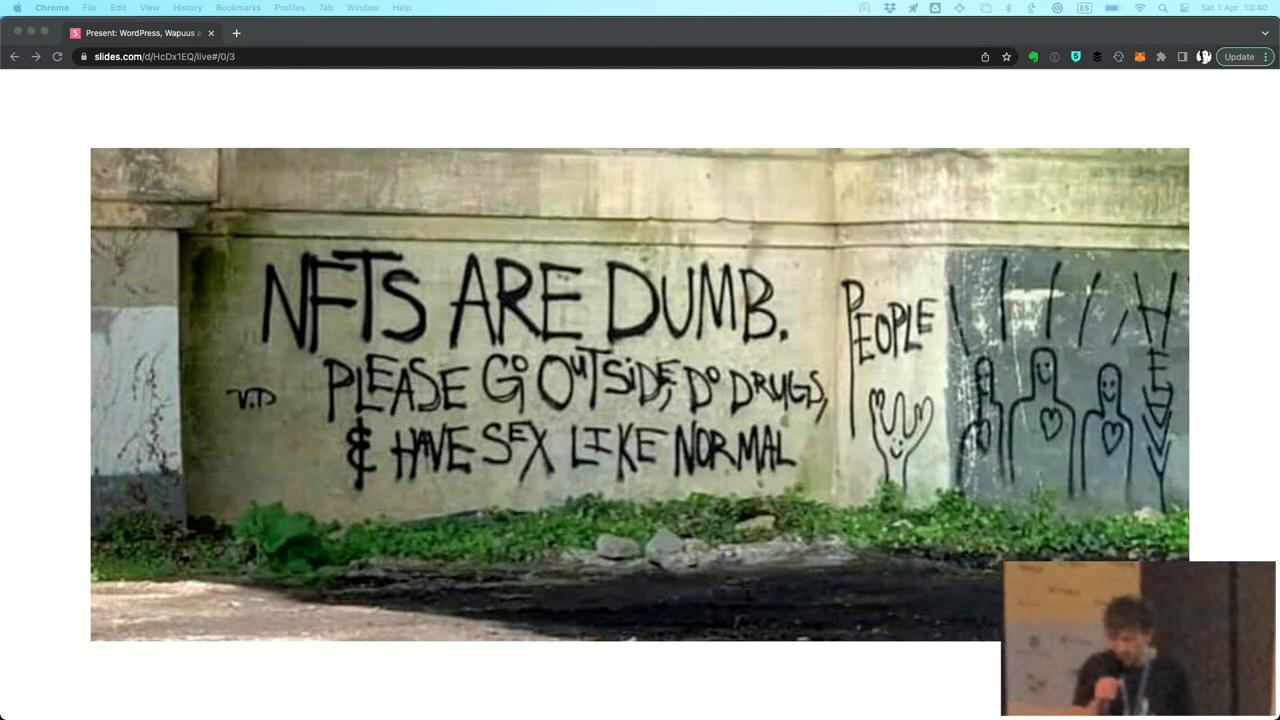 Chrome File Edit View History Bookmarks Profiles Tab Window Help
ES Sat 1 Apr 10:40
Present: WordPress, Wapuus a
slides.com/d/HcDx1EQ/live#/0/3
Update
NFTS ARE DUMB.
PLEASE GO OUTSIDE, DO DRUGS,
& HAVE SEX LIKE NORMAL
PEOPLE
V.D